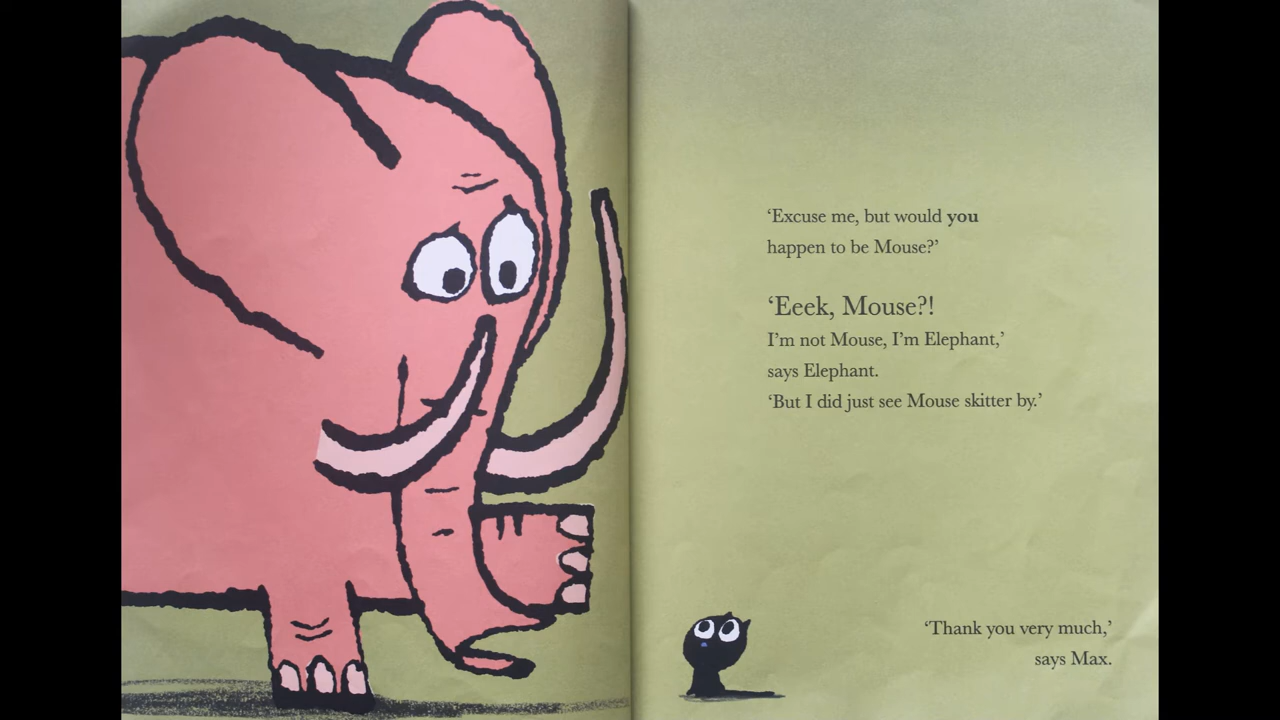 ‘Excuse me, but would you
happen to be Mouse?’
‘Eeek, Mouse?!
I’m not Mouse, I’m Elephant,’
says Elephant.
‘But I did just see Mouse skitter by.’
‘Thank you very much,’
says Max.